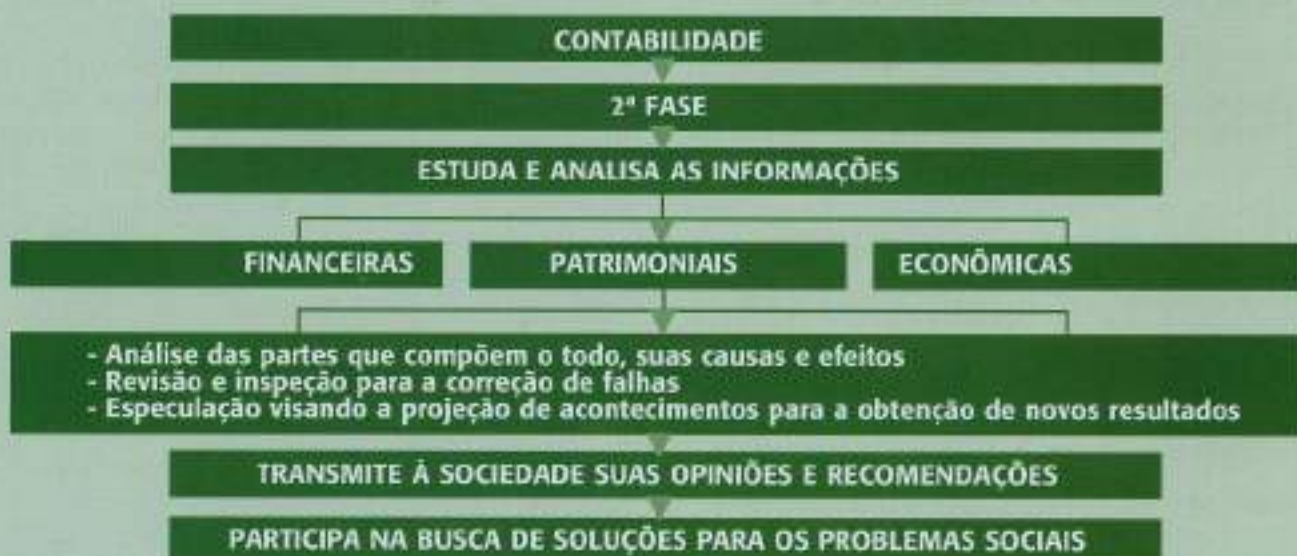 CONTABILIDADE
2ª FASE
ESTUDA E ANALISA AS INFORMAÇÕES
FINANCEIRAS
PATRIMONIAIS
ECONÔMICAS
- Análise das partes que compõem o todo, suas causas e efeitos
- Revisão e inspeção para a correção de falhas
- Especulação visando a projeção de acontecimentos para a obtenção de novos resultados
TRANSMITE À SOCIEDADE SUAS OPINIÕES E RECOMENDAÇÕES
PARTICIPA NA BUSCA DE SOLUÇÕES PARA OS PROBLEMAS SOCIAIS